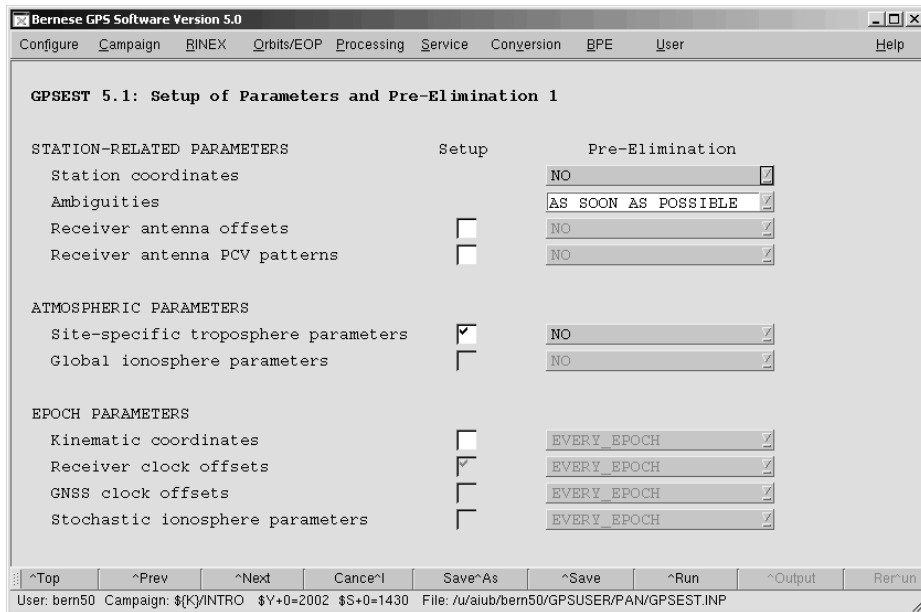 Bernese GPS Software Version 5.0
Configure Campaign RINEX Orbits/EOP Processing Service Conversion BPE User Help
GPSEST 5.1: Setup of Parameters and Pre-Elimination 1
STATION-RELATED PARAMETERS Setup Pre-Elimination
Station coordinates NO
Ambiguities AS SOON AS POSSIBLE
Receiver antenna offsets NO
Receiver antenna PCV patterns NO
ATMOSPHERIC PARAMETERS
Site-specific troposphere parameters NO
Global ionosphere parameters NO
EPOCH PARAMETERS
Kinematic coordinates EVERY_EPOCH
Receiver clock offsets EVERY_EPOCH
GNSS clock offsets EVERY_EPOCH
Stochastic ionosphere parameters EVERY_EPOCH
^Top ^Prev ^Next Cance^l Save^As ^Save ^Run ^Output Rer^un
User: bern50 Campaign: ${K}/INTRO $Y+0=2002 $S+0=1430 File: /u/aiub/bern50/GPSUSER/PAN/GPSEST.INP